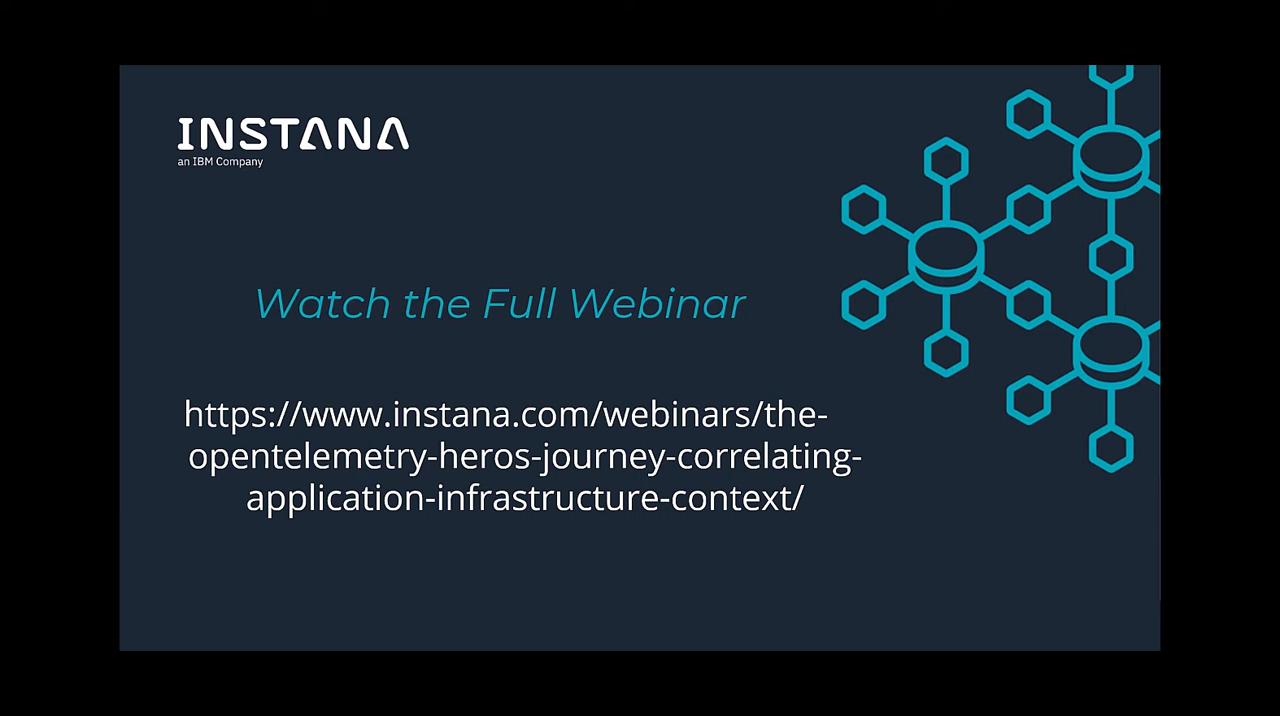 INSTANA
an IBM Company
Watch the Full Webinar
https://www.instana.com/webinars/the-
opentelemetry-heros-journey-correlating-
application-infrastructure-context/